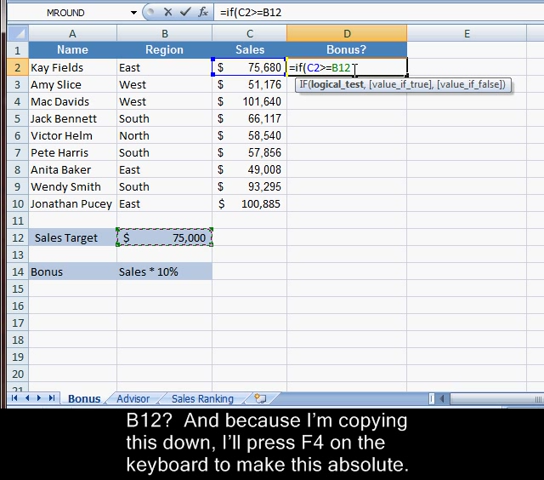 MROUND =if(C2>=B12
A B C D E
1 Name Region Sales Bonus?
2 Kay Fields East $ 75,680 =if(C2>=B12
3 Amy Slice West $ 51,176 IF(logical_test, [value_if_true], [value_if_false])
4 Mac Davids West $ 101,640
5 Jack Bennett South $ 66,117
6 Victor Helm North $ 58,540
7 Pete Harris South $ 57,856
8 Anita Baker East $ 49,008
9 Wendy Smith South $ 93,295
10 Jonathan Pucey East $ 100,885
11
12 Sales Target $ 75,000
13
14 Bonus Sales * 10%
15
16
17
18
19
20
21
Bonus Advisor Sales Ranking
B12? And because I'm copying
this down, I'll press F4 on the
keyboard to make this absolute.